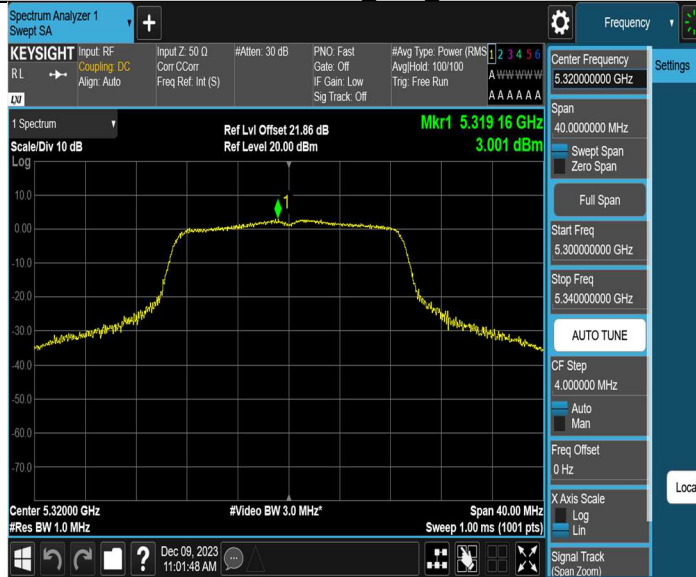 Spectrum Analyzer 1
Swept SA
Frequency
KEYSIGHT
RL
LXI
Input: RF
Coupling: DC
Align: Auto
Input Z: 50 Ω
Corr CCorr
Freq Ref: Int (S)
#Atten: 30 dB
PNO: Fast
Gate: Off
IF Gain: Low
Sig Track: Off
#Avg Type: Power (RMS
Avg|Hold: 100/100
Trig: Free Run
1 2 3 4 5 6
A W W W W W
A A A A A A
1 Spectrum
Scale/Div 10 dB
Log
Ref Lvl Offset 21.86 dB
Ref Level 20.00 dBm
Mkr1 5.319 16 GHz
3.001 dBm
1
10.0
0.00
-10.0
-20.0
-30.0
-40.0
-50.0
-60.0
-70.0
Center 5.32000 GHz
#Res BW 1.0 MHz
#Video BW 3.0 MHz*
Span 40.00 MHz
Sweep 1.00 ms (1001 pts)
Dec 09, 2023
11:01:48 AM
Center Frequency
5.320000000 GHz
Span
40.0000000 MHz
Swept Span
Zero Span
Full Span
Start Freq
5.300000000 GHz
Stop Freq
5.340000000 GHz
AUTO TUNE
CF Step
4.000000 MHz
Auto
Man
Freq Offset
0 Hz
X Axis Scale
Log
Lin
Signal Track
(Span Zoom)
Settings